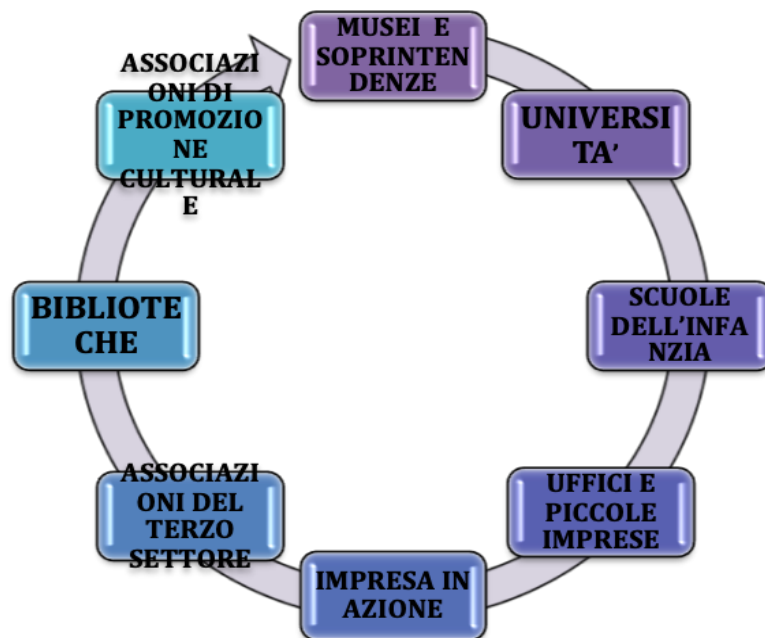 MUSEI E
SOPRINTEN
DENZE
UNIVERSI
TA’
SCUOLE
DELL’INFA
NZIA
UFFICI E
PICCOLE
IMPRESE
IMPRESA IN
AZIONE
ASSOCIAZI
ONI DEL
TERZO
SETTORE
BIBLIOTE
CHE
ASSOCIAZI
ONI DI
PROMOZIO
NE
CULTURAL
E